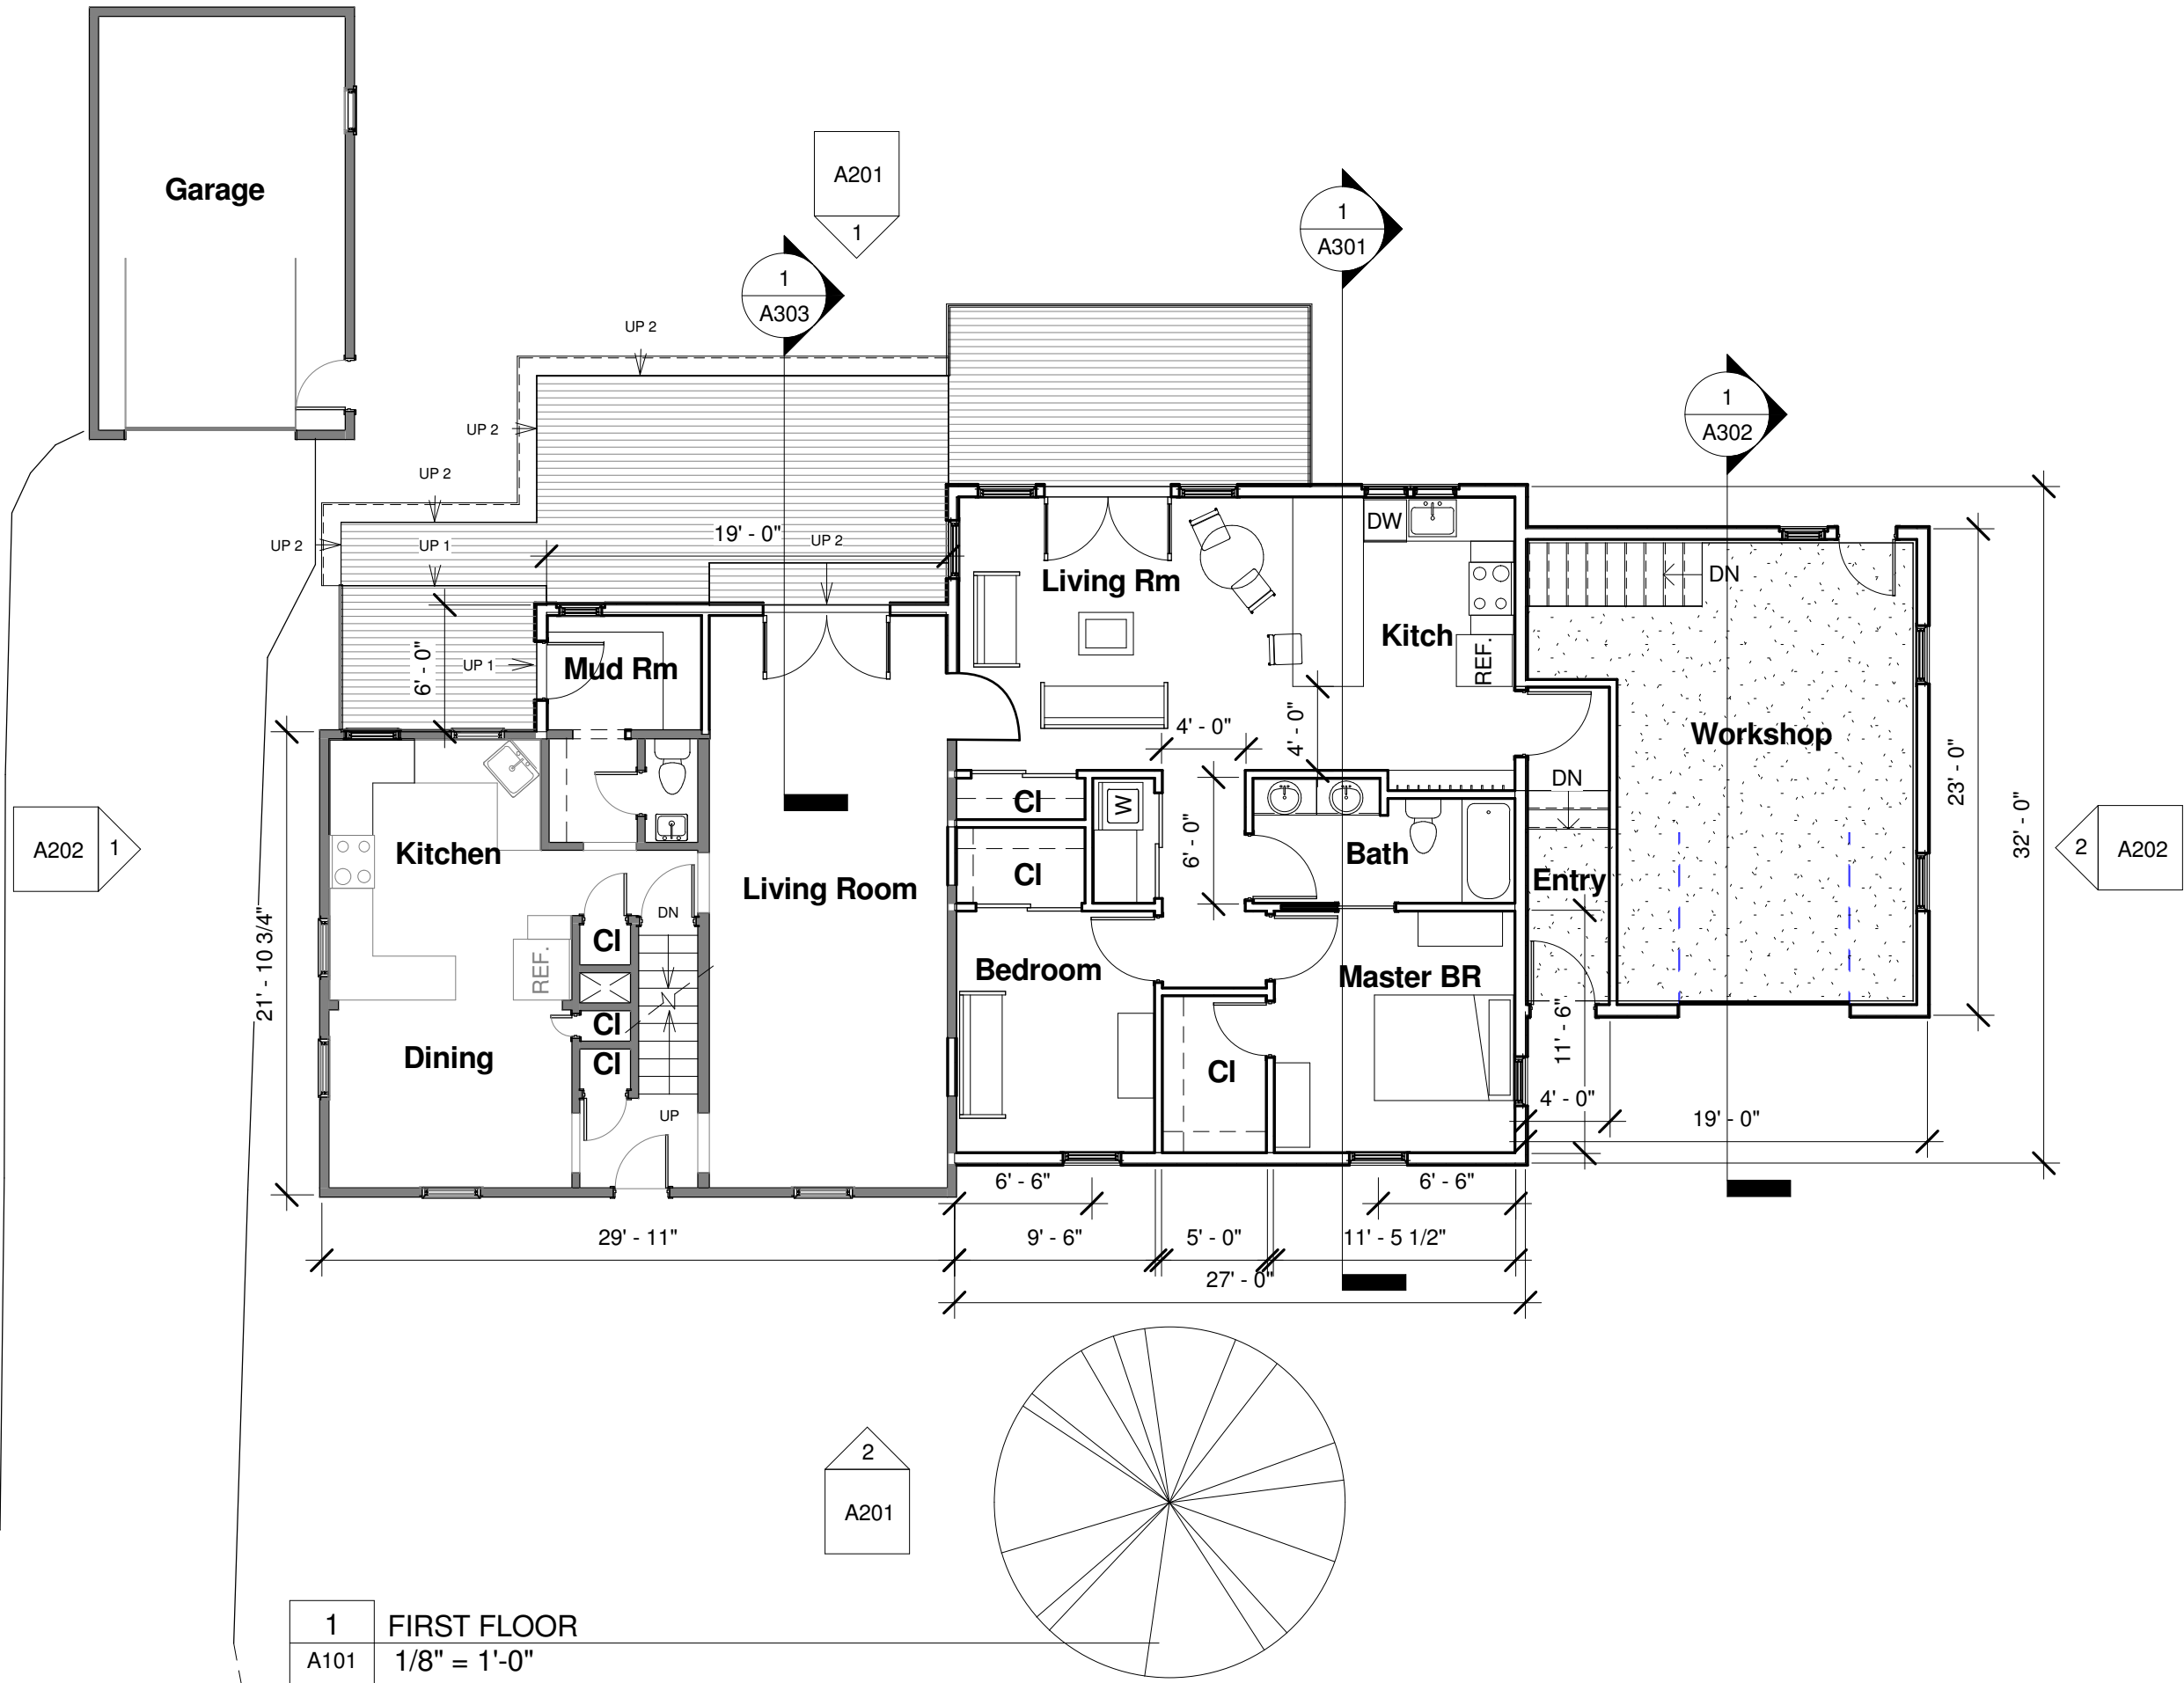 Garage
A201
1
1
A301
1
A303
UP 2
1
A302
UP 2
UP 2
UP 2
UP 1
19' - 0"
UP 2
DW
Living Rm
DN
Kitch
REF.
6' - 0"
UP 1
Mud Rm
4' - 0"
4' - 0"
Workshop
23' - 0"
32' - 0"
DN
Cl
W
6' - 0"
A202
1
Kitchen
Cl
Bath
Entry
2
A202
Living Room
DN
Cl
REF.
21' - 10 3/4"
Bedroom
Master BR
Cl
11' - 6"
Dining
Cl
Cl
4' - 0"
UP
19' - 0"
6' - 6"
6' - 6"
29' - 11"
9' - 6"
5' - 0"
11' - 5 1/2"
27' - 0"
2
A201
1
FIRST FLOOR
A101
1/8" = 1'-0"